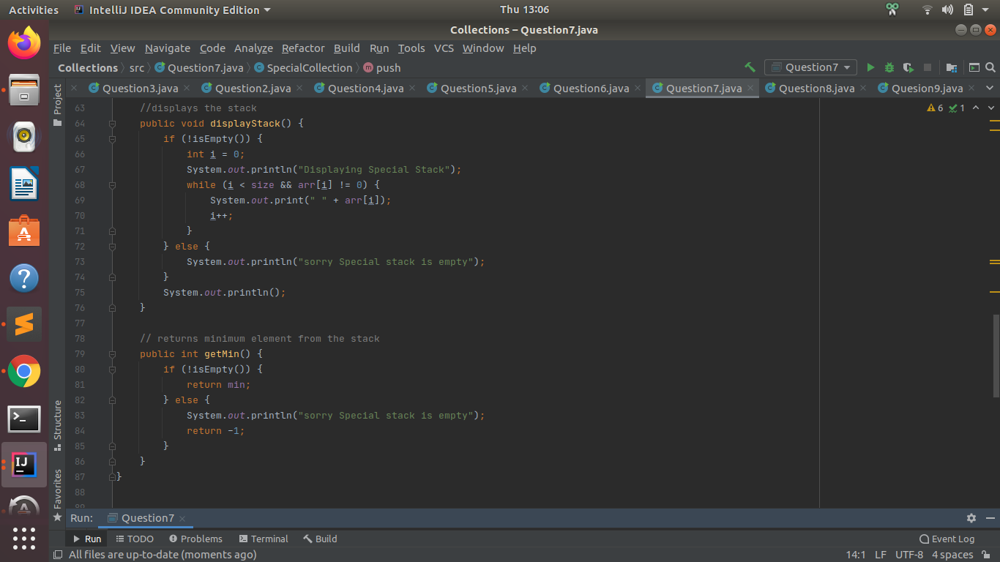 Activities IntelliJ IDEA Community Edition Thu 13:06
Collections – Question7.java
File Edit View Navigate Code Analyze Refactor Build Run Tools VCS Window Help
Collections src Question7.java SpecialCollection push Question7
Question3.java Question2.java Question4.java Question5.java Question6.java Question7.java Question8.java Quesion9.java
Project
Structure
Favorites
6 1
63 //displays the stack
64 public void displayStack() {
65 if (!isEmpty()) {
66 int i = 0;
67 System.out.println("Displaying Special Stack");
68 while (i < size && arr[i] != 0) {
69 System.out.print(" " + arr[i]);
70 i++;
71 }
72 } else {
73 System.out.println("sorry Special stack is empty");
74 }
75 System.out.println();
76 }
77
78 // returns minimum element from the stack
79 public int getMin() {
80 if (!isEmpty()) {
81 return min;
82 } else {
83 System.out.println("sorry Special stack is empty");
84 return -1;
85 }
86 }
87 }
88
89
Run: Question7
Run TODO Problems Terminal Build Event Log
All files are up-to-date (moments ago) 14:1 LF UTF-8 4 spaces